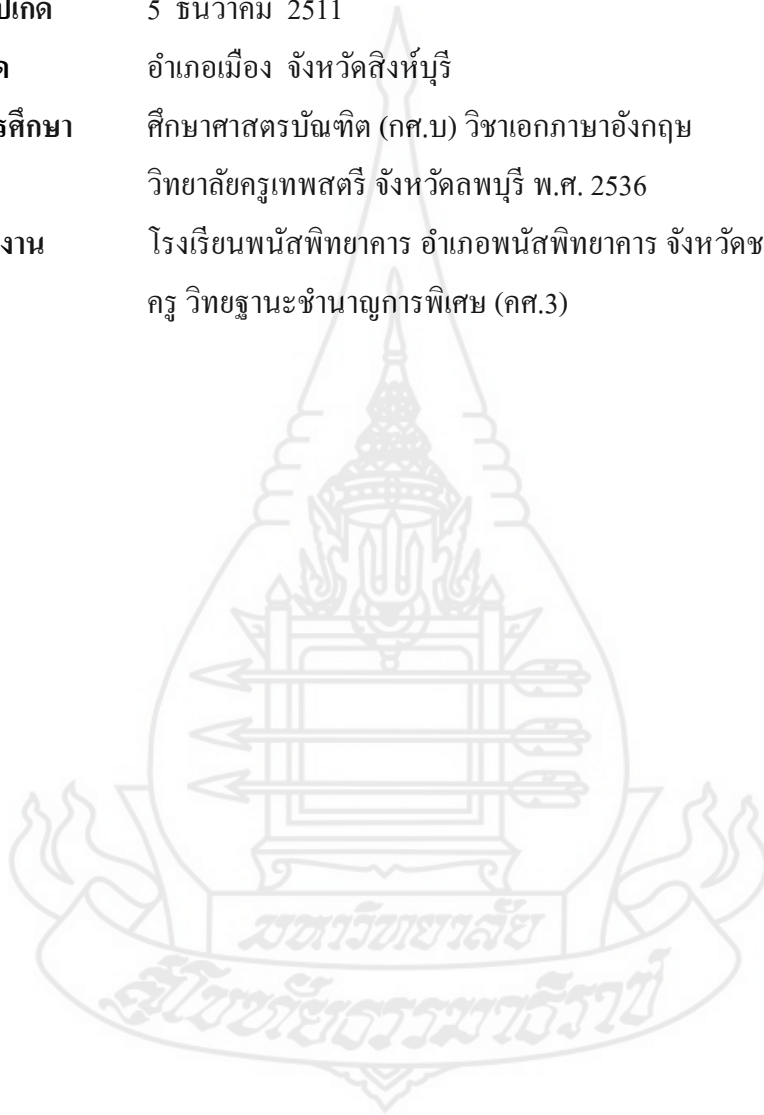 ปีเกิด 5 ธันวาคม 2511
ด อำเภอเมือง จังหวัดสิงห์บุรี
รศึกษา ศึกษาศาสตรบัณฑิต (กศ.บ) วิชาเอกภาษาอังกฤษ
วิทยาลัยครูเทพสตรี จังหวัดลพบุรี พ.ศ. 2536
งาน โรงเรียนพนัสพิทยาคาร อำเภอพนัสพิทยาคาร จังหวัดช
ครู วิทยฐานะชำนาญการพิเศษ (คศ.3)
มหาวิทยาลัย
สุโขทัยธรรมาธิราช